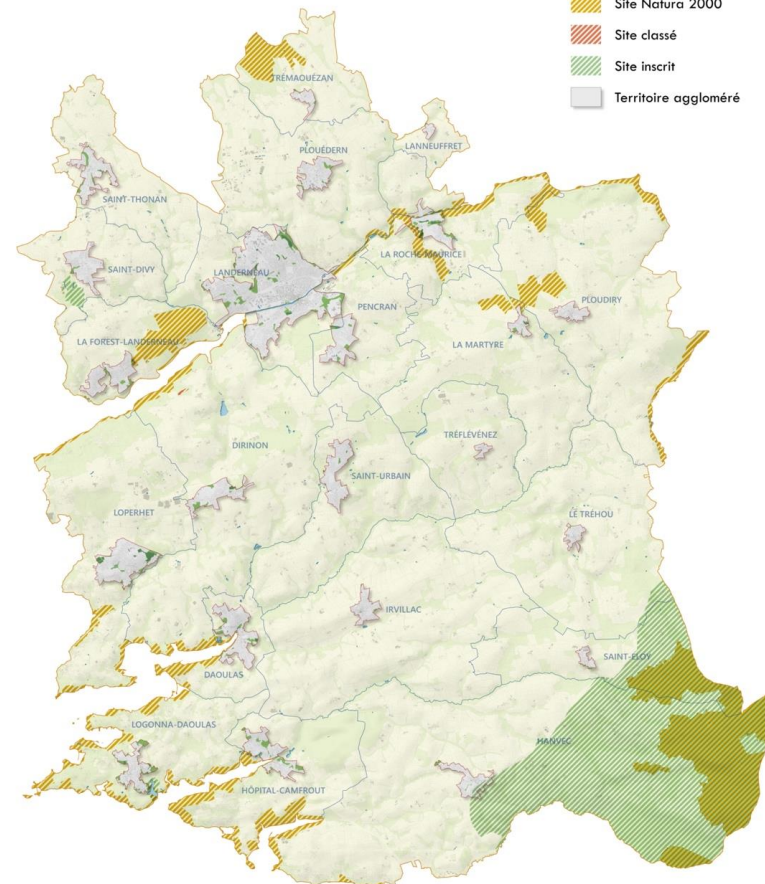 Site Natura 2000
Site classé
Site inscrit
Territoire aggloméré
TRÉMAOUÉZAN
PLOUÉDERN
LANNEUFFRET
SAINT-THONAN
LA ROCHE-MAURICE
SAINT-DIVY
LANDERNEAU
PENCRAN
PLOUDIRY
LA FOREST-LANDERNEAU
LA MARTYRE
TRÉFLÉVÉNEZ
DIRINON
SAINT-URBAIN
LOPERHET
LE TRÉHOU
IRVILLAC
SAINT-ELOY
DAOULAS
LOGONNA-DAOULAS
HANVEC
HÔPITAL-CAMFROUT